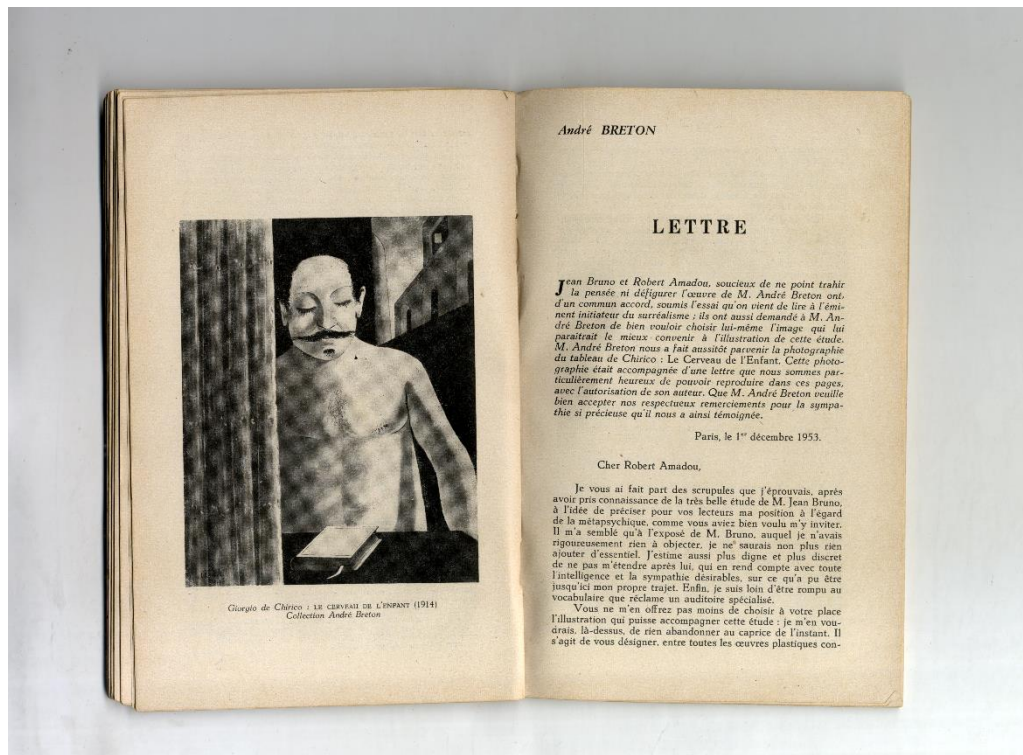 Giorgio de Chirico : LE CERVEAU DE L'ENFANT (1914)
Collection André Breton
André BRETON
LETTRE
Jean Bruno et Robert Amadou, soucieux de ne point trahir
la pensée ni défigurer l'œuvre de M. André Breton ont,
d'un commun accord, soumis l'essai qu'on vient de lire à l'émi-
nent initiateur du surréalisme ; ils ont aussi demandé à M. An-
dré Breton de bien vouloir choisir lui-même l'image qui lui
paraîtrait le mieux convenir à l'illustration de cette étude.
M. André Breton nous a fait aussitôt parvenir la photographie
du tableau de Chirico : Le Cerveau de l'Enfant. Cette photo-
graphie était accompagnée d'une lettre que nous sommes par-
ticulièrement heureux de pouvoir reproduire dans ces pages,
avec l'autorisation de son auteur. Que M. André Breton veuille
bien accepter nos respectueux remerciements pour la sympa-
thie si précieuse qu'il nous a ainsi témoignée.
Paris, le 1er décembre 1953.
Cher Robert Amadou,
Je vous ai fait part des scrupules que j'éprouvais, après
avoir pris connaissance de la très belle étude de M. Jean Bruno,
à l'idée de préciser pour vos lecteurs ma position à l'égard
de la métapsychique, comme vous aviez bien voulu m'y inviter.
Il m'a semblé qu'à l'exposé de M. Bruno, auquel je n'avais
rigoureusement rien à objecter, je ne saurais non plus rien
ajouter d'essentiel. J'estime aussi plus digne et plus discret
de ne pas m'étendre après lui, qui en rend compte avec toute
l'intelligence et la sympathie désirables, sur ce qu'a pu être
jusqu'ici mon propre trajet. Enfin, je suis loin d'être rompu au
vocabulaire que réclame un auditoire spécialisé.
Vous ne m'en offrez pas moins de choisir à votre place
l'illustration qui puisse accompagner cette étude : je m'en vou-
drais, là-dessus, de rien abandonner au caprice de l'instant. Il
s'agit de vous désigner, entre toutes les œuvres plastiques con-